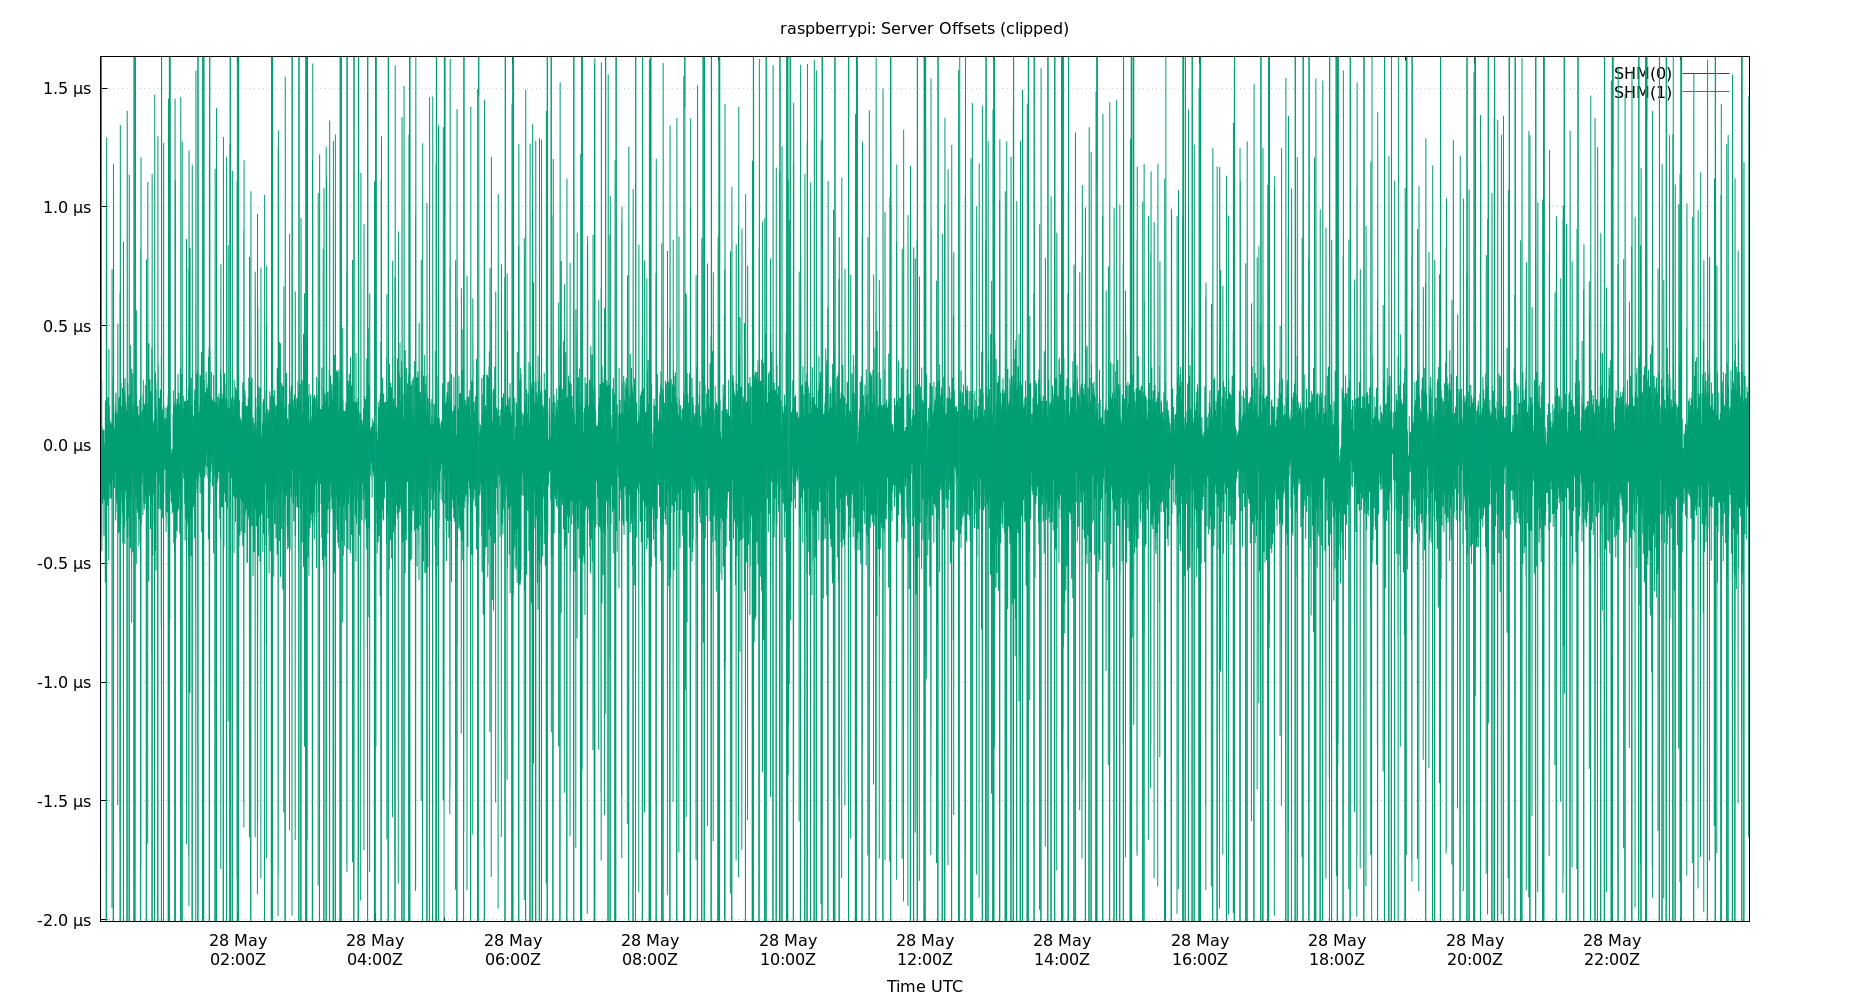 raspberrypi: Server Offsets (clipped)
SHM(0)
SHM(1)
1.5 µs
1.0 µs
0.5 µs
0.0 µs
-0.5 µs
-1.0 µs
-1.5 µs
-2.0 µs
28 May 28 May 28 May 28 May 28 May 28 May 28 May 28 May 28 May 28 May 28 May
02:00Z 04:00Z 06:00Z 08:00Z 10:00Z 12:00Z 14:00Z 16:00Z 18:00Z 20:00Z 22:00Z
Time UTC